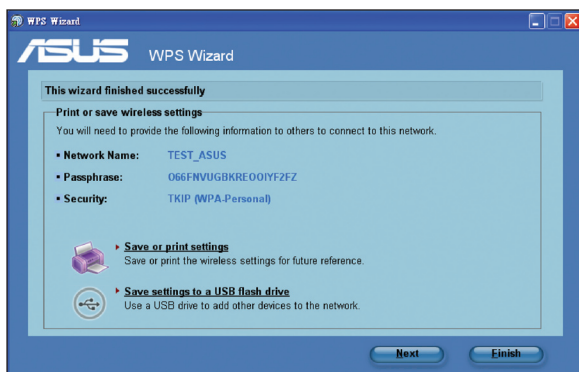 WPS Wizard
ASUS WPS Wizard
This wizard finished successfully
Print or save wireless settings
You will need to provide the following information to others to connect to this network.
Network Name: TEST_ASUS
Passphrase: O66FNVUGBKREOOIYF2FZ
Security: TKIP (WPA-Personal)
Save or print settings
Save or print the wireless settings for future reference.
Save settings to a USB flash drive
Use a USB drive to add other devices to the network.
Next Finish